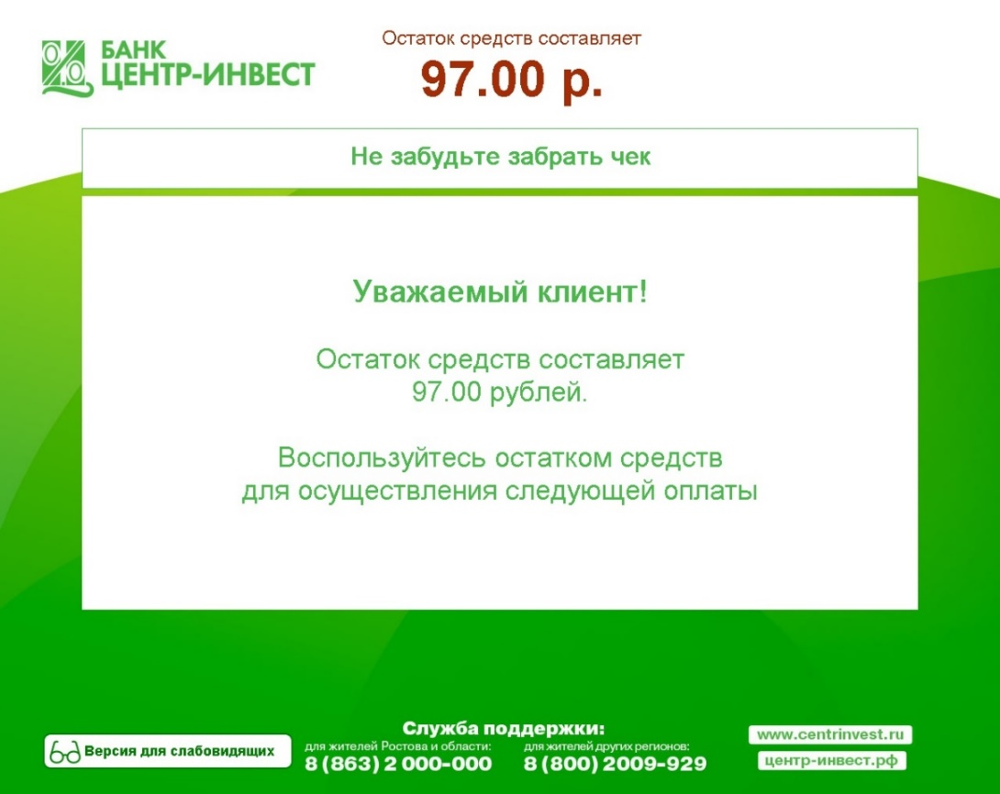 БАНК
ЦЕНТР-ИНВЕСТ
Остаток средств составляет
97.00 р.
Не забудьте забрать чек
Уважаемый клиент!
Остаток средств составляет
97.00 рублей.
Воспользуйтесь остатком средств
для осуществления следующей оплаты
Версия для слабовидящих
Служба поддержки:
для жителей Ростова и области:
8 (863) 2 000-000
для жителей других регионов:
8 (800) 2009-929
www.centrinvest.ru
центр-инвест.рф